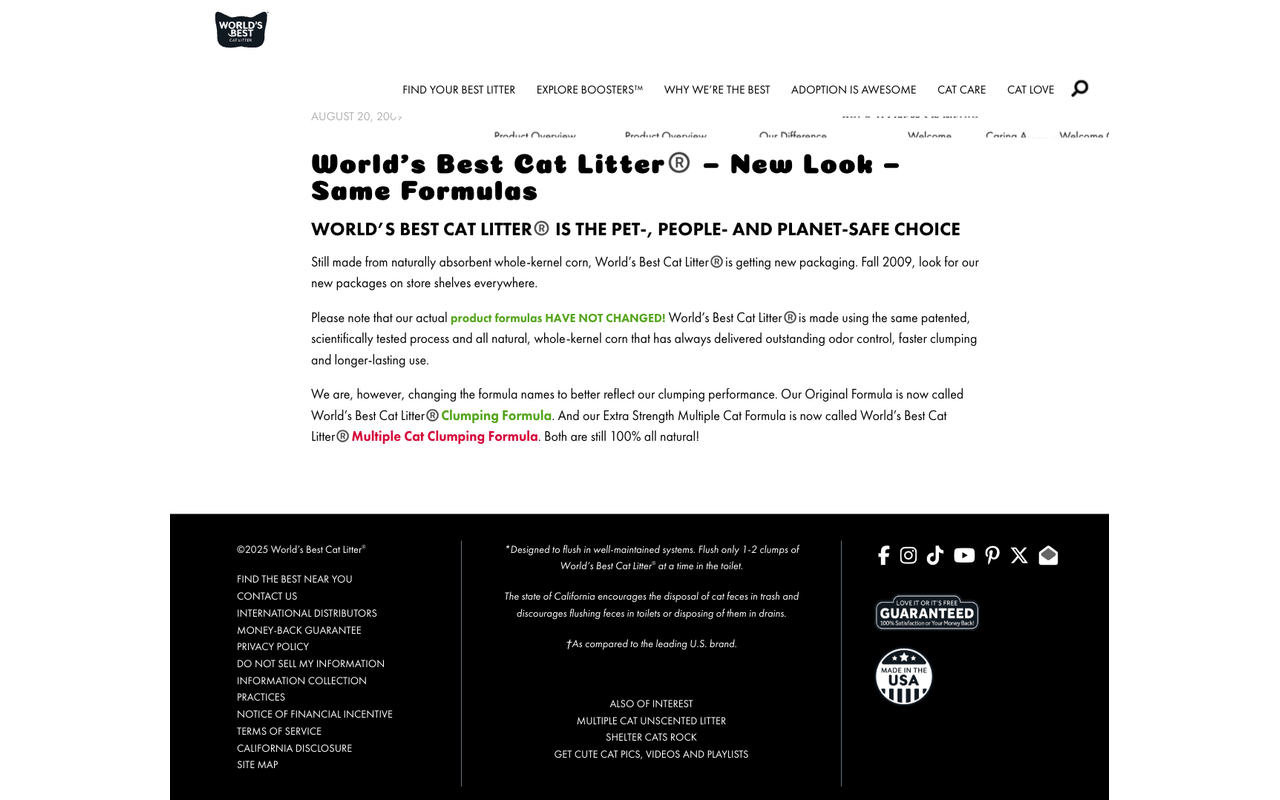 WORLD'S
BEST
CAT LITTER
FIND YOUR BEST LITTER EXPLORE BOOSTERS™ WHY WE'RE THE BEST ADOPTION IS AWESOME CAT CARE CAT LOVE
AUGUST 20, 2009
Product Overview Product Overview Our Difference Welcome Caring A Welcome
World's Best Cat Litter® – New Look –
Same Formulas
WORLD'S BEST CAT LITTER® IS THE PET-, PEOPLE- AND PLANET-SAFE CHOICE
Still made from naturally absorbent whole-kernel corn, World's Best Cat Litter® is getting new packaging. Fall 2009, look for our
new packages on store shelves everywhere.
Please note that our actual product formulas HAVE NOT CHANGED! World's Best Cat Litter® is made using the same patented,
scientifically tested process and all natural, whole-kernel corn that has always delivered outstanding odor control, faster clumping
and longer-lasting use.
We are, however, changing the formula names to better reflect our clumping performance. Our Original Formula is now called
World's Best Cat Litter® Clumping Formula. And our Extra Strength Multiple Cat Formula is now called World's Best Cat
Litter® Multiple Cat Clumping Formula. Both are still 100% all natural!
©2025 World's Best Cat Litter®
FIND THE BEST NEAR YOU
CONTACT US
INTERNATIONAL DISTRIBUTORS
MONEY-BACK GUARANTEE
PRIVACY POLICY
DO NOT SELL MY INFORMATION
INFORMATION COLLECTION
PRACTICES
NOTICE OF FINANCIAL INCENTIVE
TERMS OF SERVICE
CALIFORNIA DISCLOSURE
SITE MAP
*Designed to flush in well-maintained systems. Flush only 1-2 clumps of
World's Best Cat Litter® at a time in the toilet.
The state of California encourages the disposal of cat feces in trash and
discourages flushing feces in toilets or disposing of them in drains.
†As compared to the leading U.S. brand.
ALSO OF INTEREST
MULTIPLE CAT UNSCENTED LITTER
SHELTER CATS ROCK
GET CUTE CAT PICS, VIDEOS AND PLAYLISTS
LOVE IT OR IT'S FREE
GUARANTEED
100% Satisfaction or Your Money Back!
MADE IN THE
USA